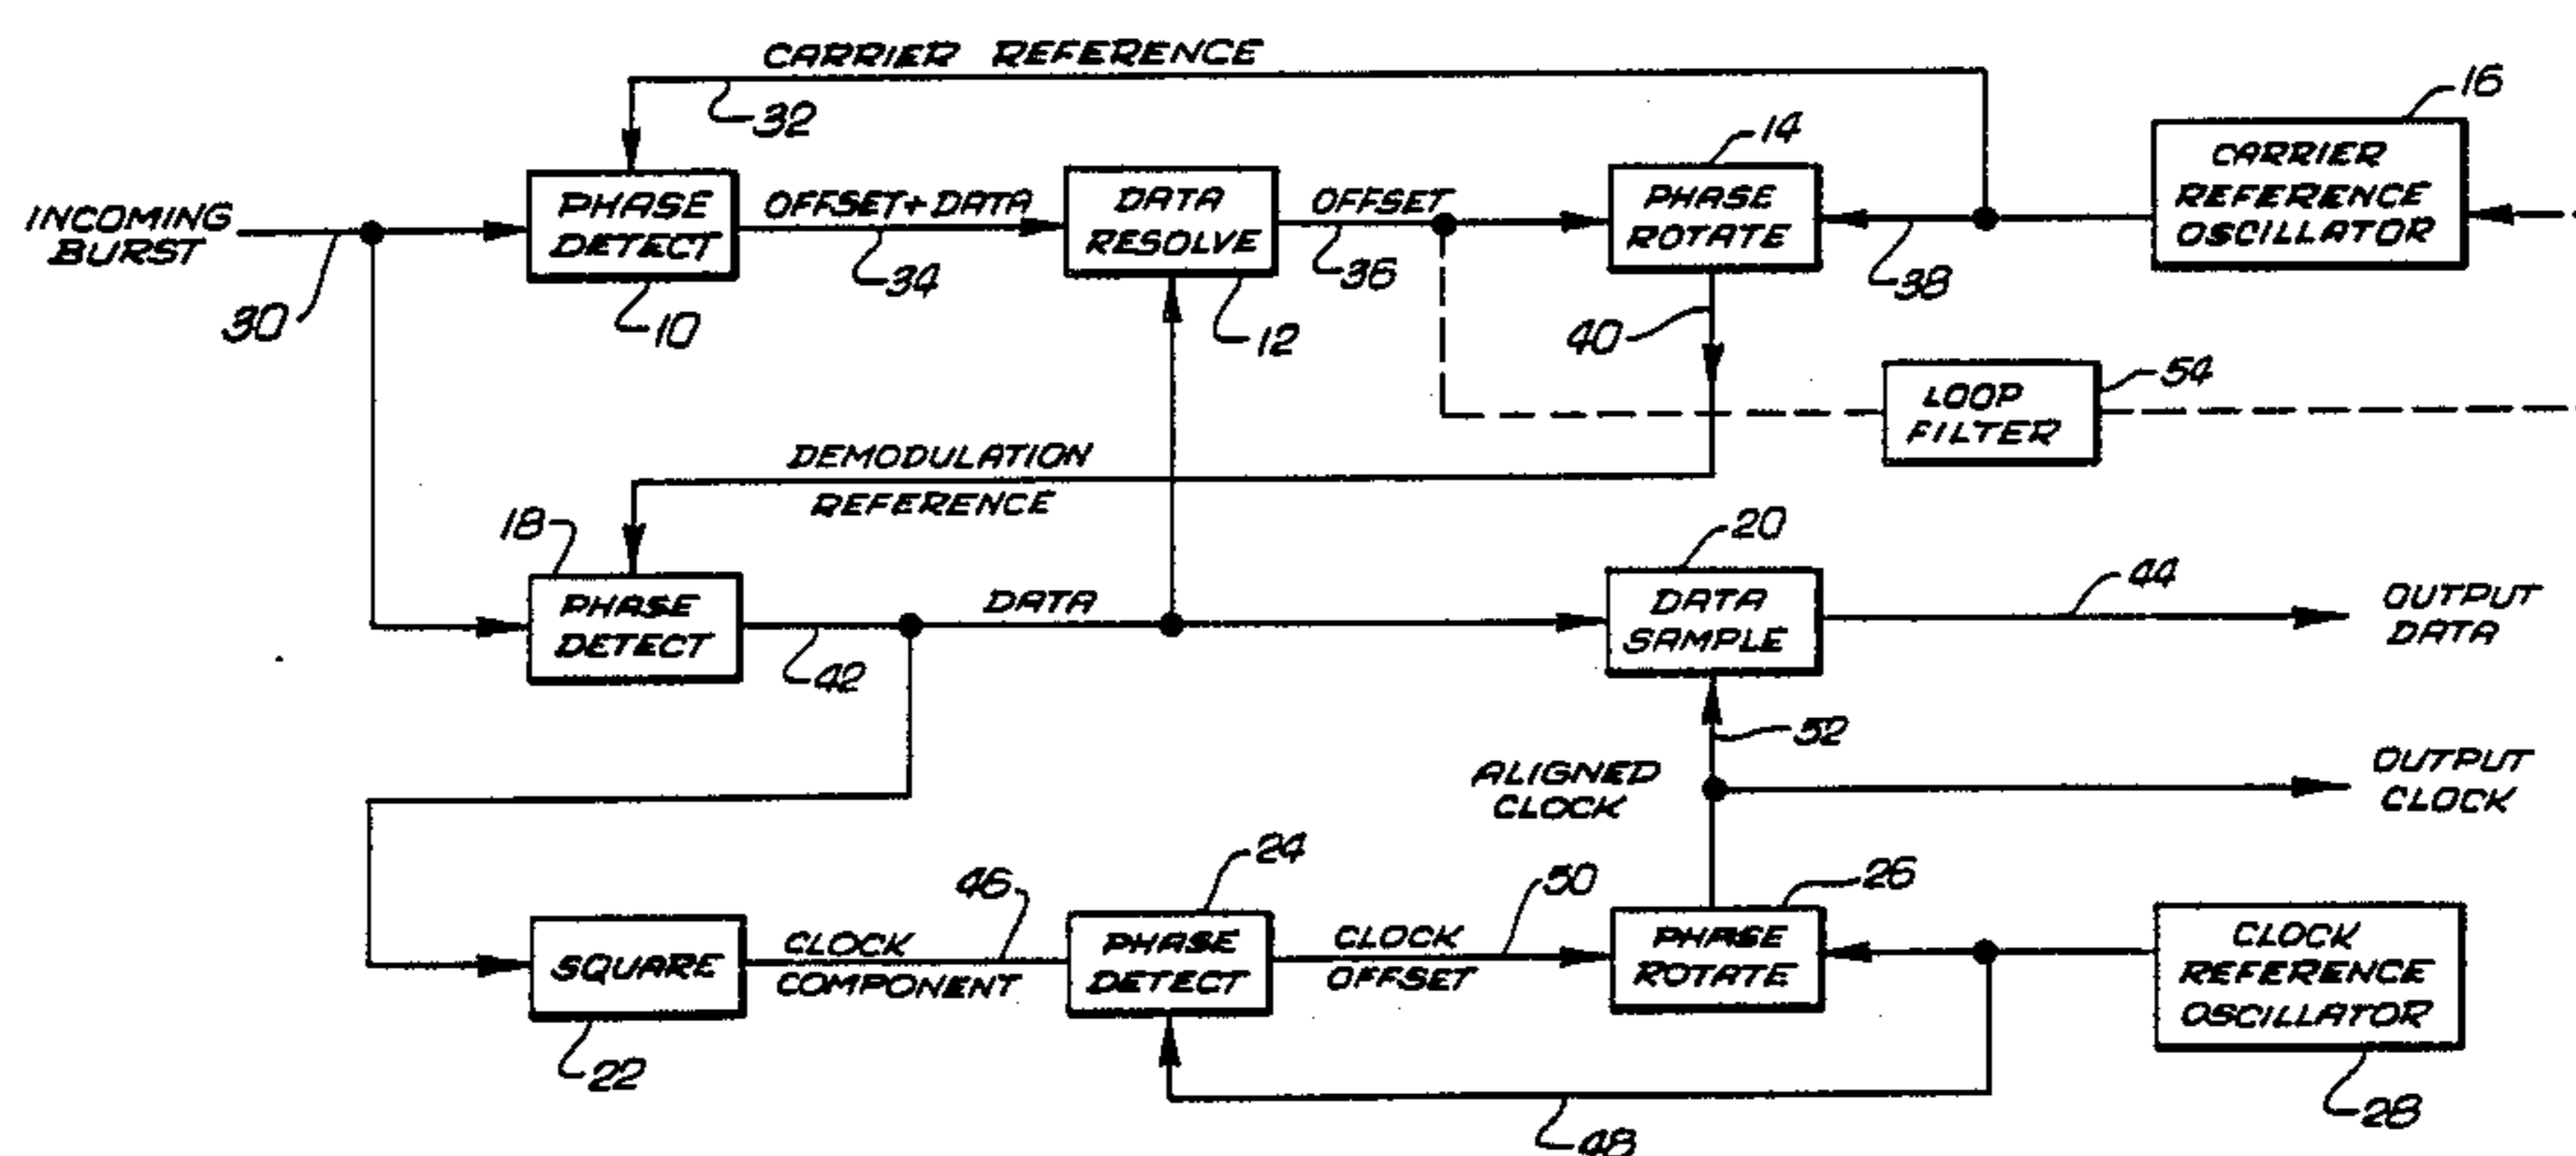 CARRIER REFERENCE
32
16
14
INCOMING
BURST
30
PHASE
DETECT
10
OFFSET+DATA
34
DATA
RESOLVE
12
OFFSET
36
PHASE
ROTATE
38
CARRIER
REFERENCE
OSCILLATOR
40
LOOP
FILTER
54
DEMODULATION
REFERENCE
18
PHASE
DETECT
42
DATA
20
DATA
SAMPLE
44
OUTPUT
DATA
52
ALIGNED
CLOCK
OUTPUT
CLOCK
SQUARE
22
CLOCK
COMPONENT
46
24
PHASE
DETECT
CLOCK
OFFSET
50
26
PHASE
ROTATE
CLOCK
REFERENCE
OSCILLATOR
28
48